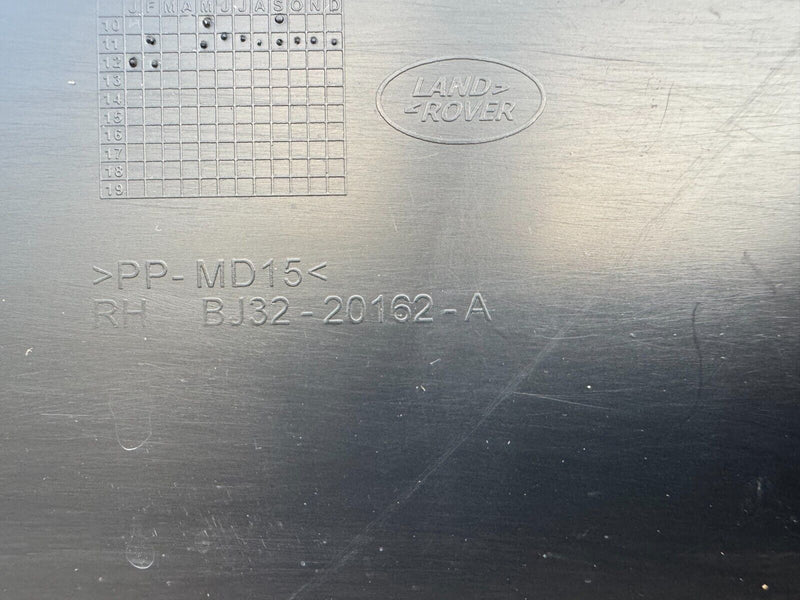 J F M A M J J A S O N D
10
11
12
13
14
15
16
17
18
19
LAND
ROVER
>PP-MD15<
RH BJ32-20162-A